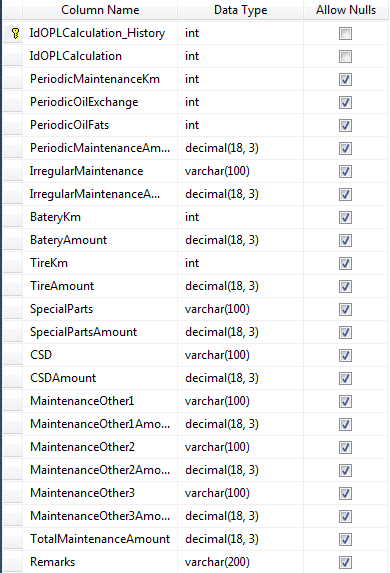 Column Name Data Type Allow Nulls
IdOPLCalculation_History int
IdOPLCalculation int
PeriodicMaintenanceKm int
PeriodicOilExchange int
PeriodicOilFats int
PeriodicMaintenanceAm... decimal(18, 3)
IrregularMaintenance varchar(100)
IrregularMaintenanceA... decimal(18, 3)
BateryKm int
BateryAmount decimal(18, 3)
TireKm int
TireAmount decimal(18, 3)
SpecialParts varchar(100)
SpecialPartsAmount decimal(18, 3)
CSD varchar(100)
CSDAmount decimal(18, 3)
MaintenanceOther1 varchar(100)
MaintenanceOther1Amo... decimal(18, 3)
MaintenanceOther2 varchar(100)
MaintenanceOther2Amo... decimal(18, 3)
MaintenanceOther3 varchar(100)
MaintenanceOther3Amo... decimal(18, 3)
TotalMaintenanceAmount decimal(18, 3)
Remarks varchar(200)